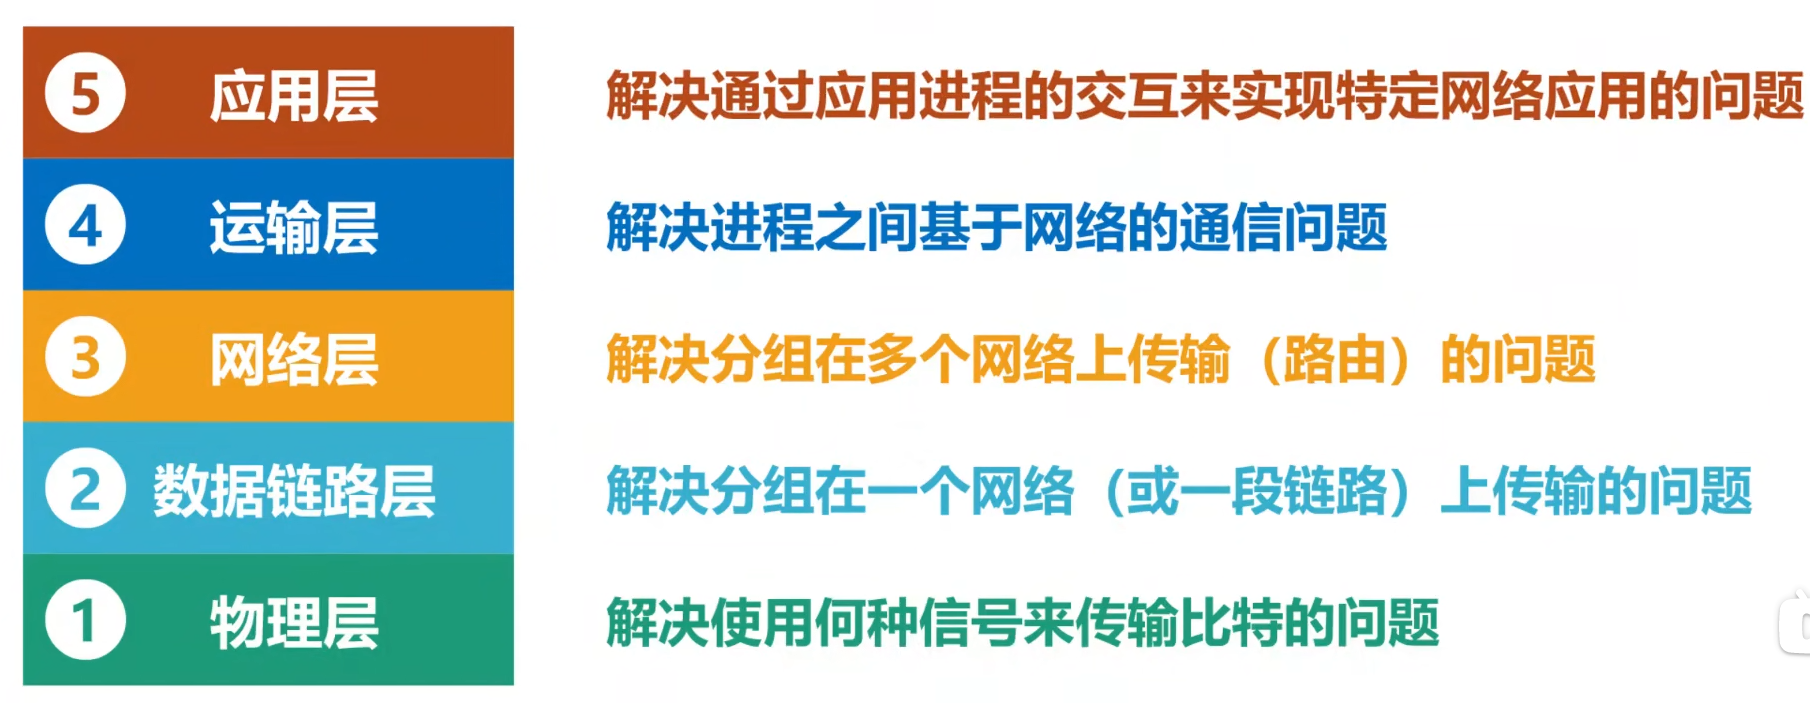 5 应用层 解决通过应用进程的交互来实现特定网络应用的问题
4 运输层 解决进程之间基于网络的通信问题
3 网络层 解决分组在多个网络上传输（路由）的问题
2 数据链路层 解决分组在一个网络（或一段链路）上传输的问题
1 物理层 解决使用何种信号来传输比特的问题